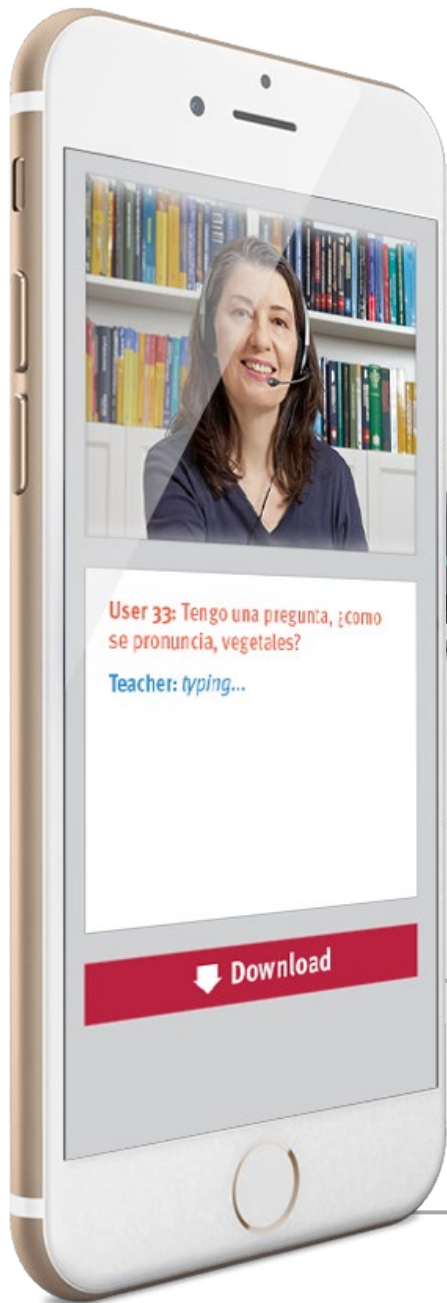 User 33: Tengo una pregunta, ¿como
se pronuncia, vegetales?
Teacher: typing...
Download